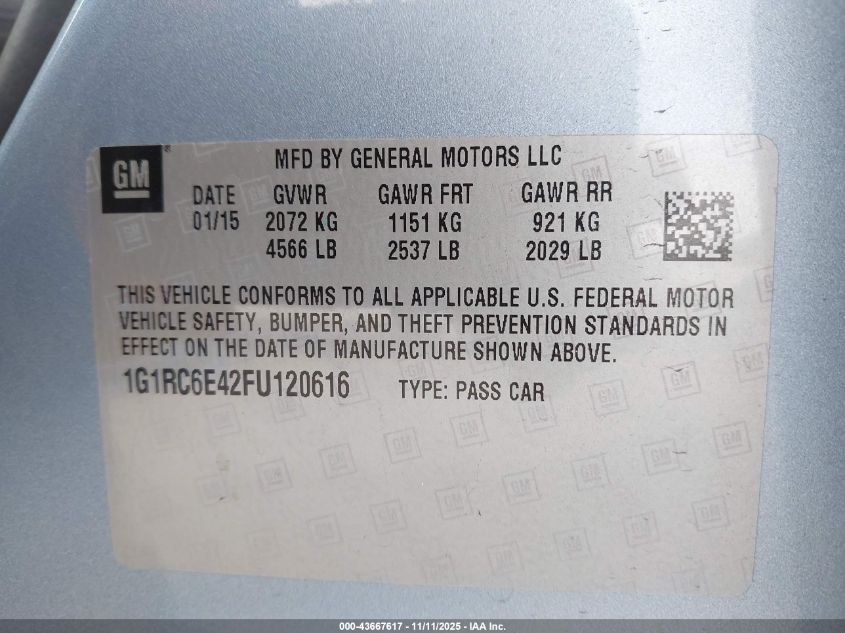 GM
MFD BY GENERAL MOTORS LLC
DATE GVWR GAWR FRT GAWR RR
01/15 2072 KG 1151 KG 921 KG
4566 LB 2537 LB 2029 LB
THIS VEHICLE CONFORMS TO ALL APPLICABLE U.S. FEDERAL MOTOR
VEHICLE SAFETY, BUMPER, AND THEFT PREVENTION STANDARDS IN
EFFECT ON THE DATE OF MANUFACTURE SHOWN ABOVE.
1G1RC6E42FU120616 TYPE: PASS CAR
000-43667617 - 11/11/2025 - IAA Inc.